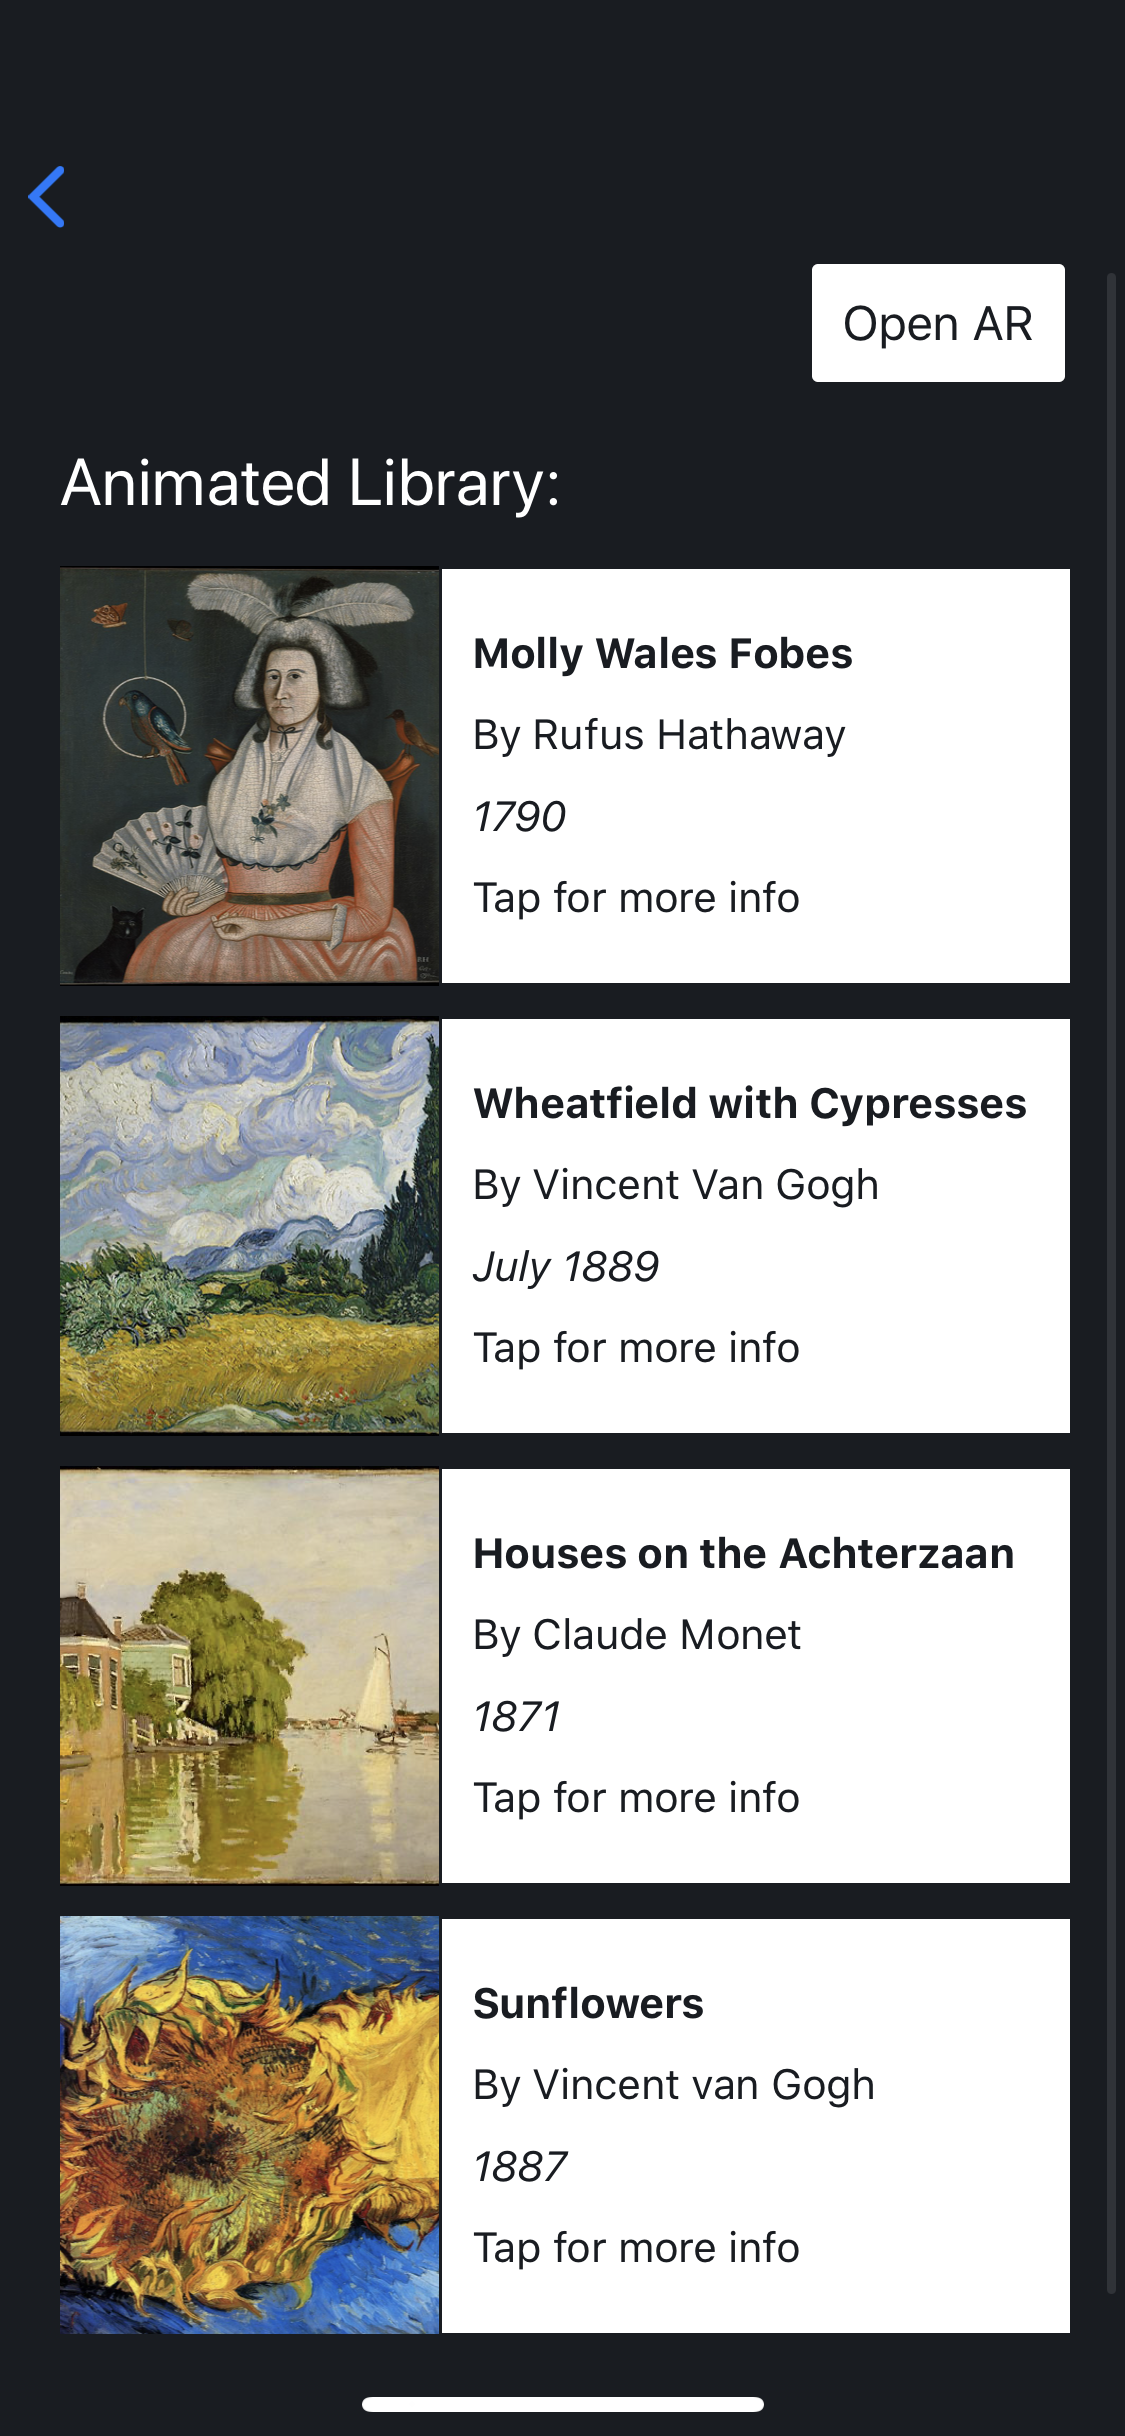 Open AR
Animated Library:
Molly Wales Fobes
By Rufus Hathaway
1790
Tap for more info
Wheatfield with Cypresses
By Vincent Van Gogh
July 1889
Tap for more info
Houses on the Achterzaan
By Claude Monet
1871
Tap for more info
Sunflowers
By Vincent van Gogh
1887
Tap for more info